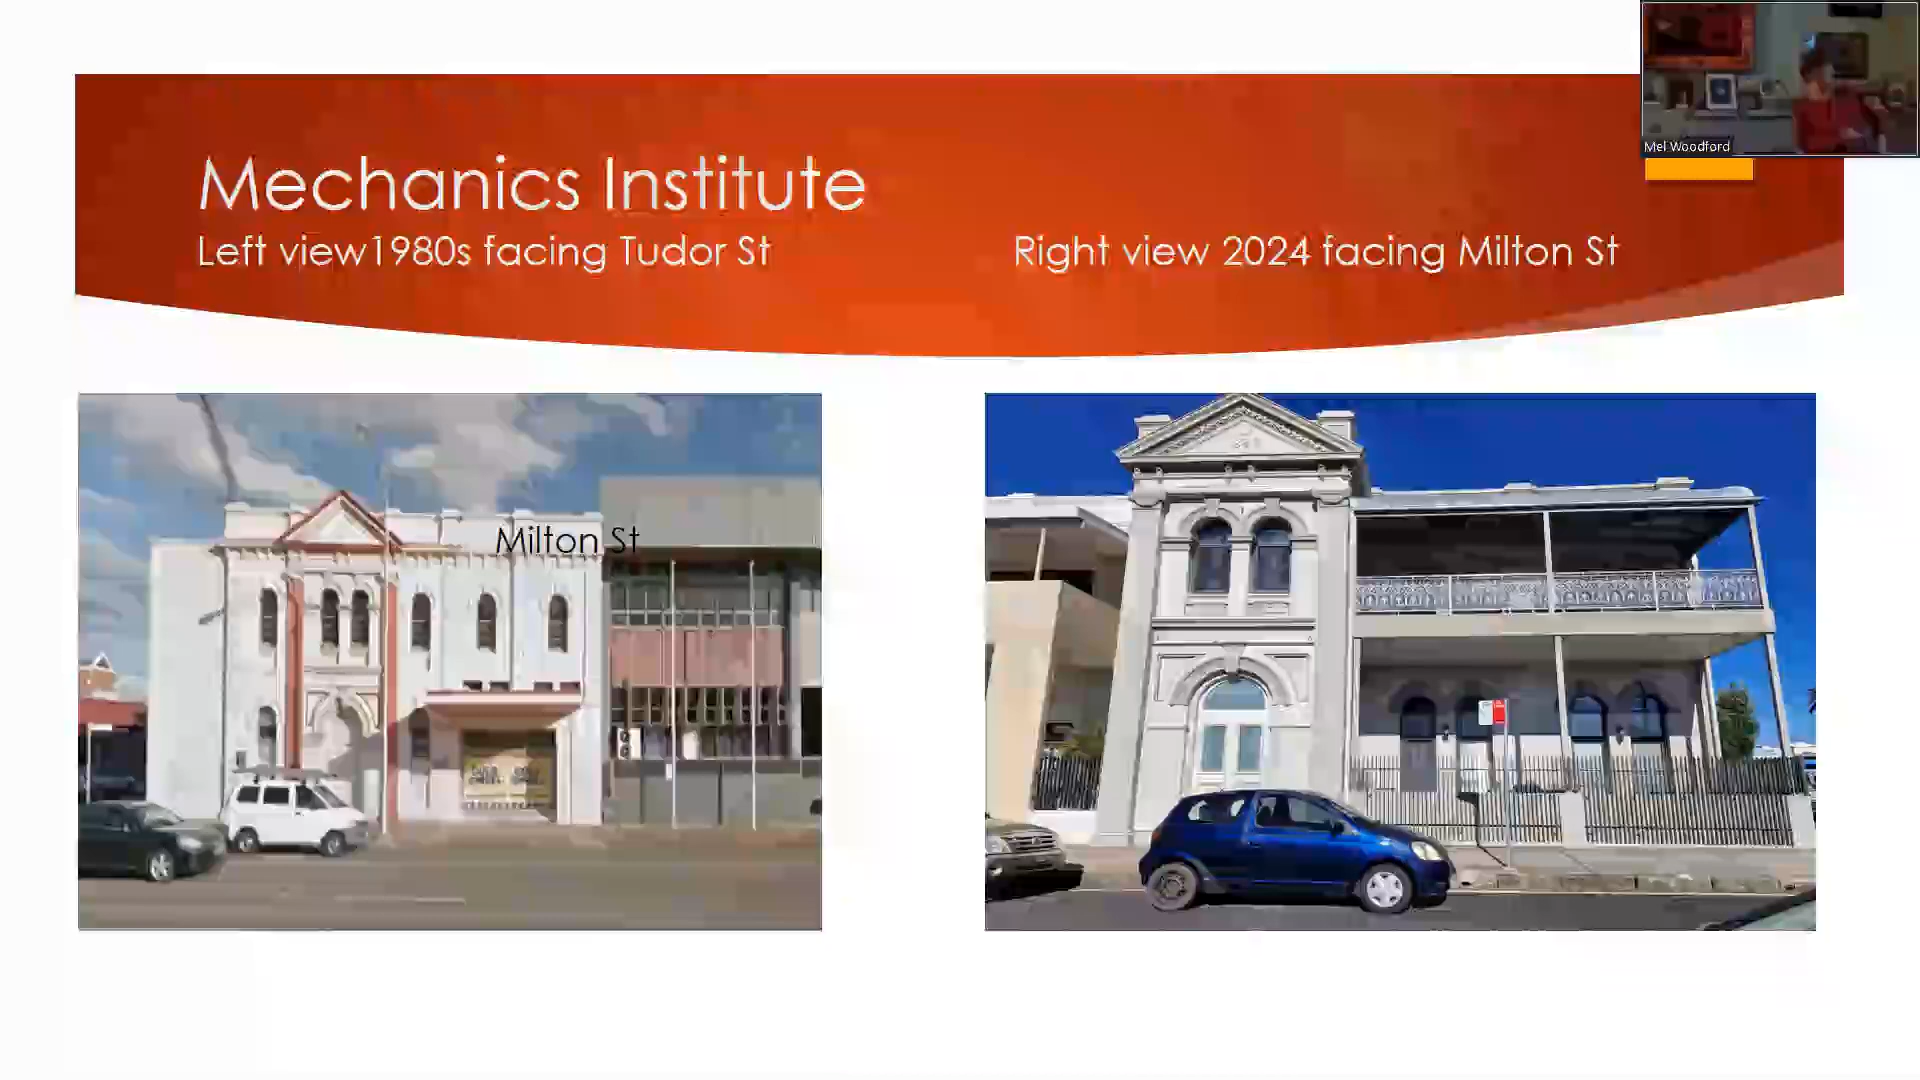 Mel Woodford
Mechanics Institute
Left view1980s facing Tudor St
Right view 2024 facing Milton St
Milton St